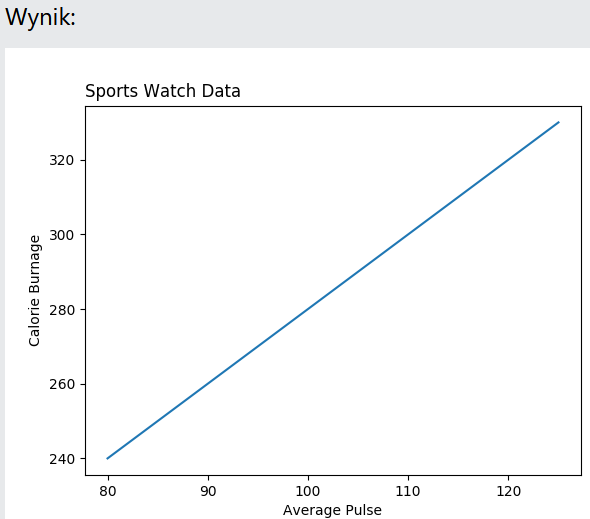 Wynik:
Sports Watch Data
320
300
280
260
240
Calorie Burnage
80 90 100 110 120
Average Pulse